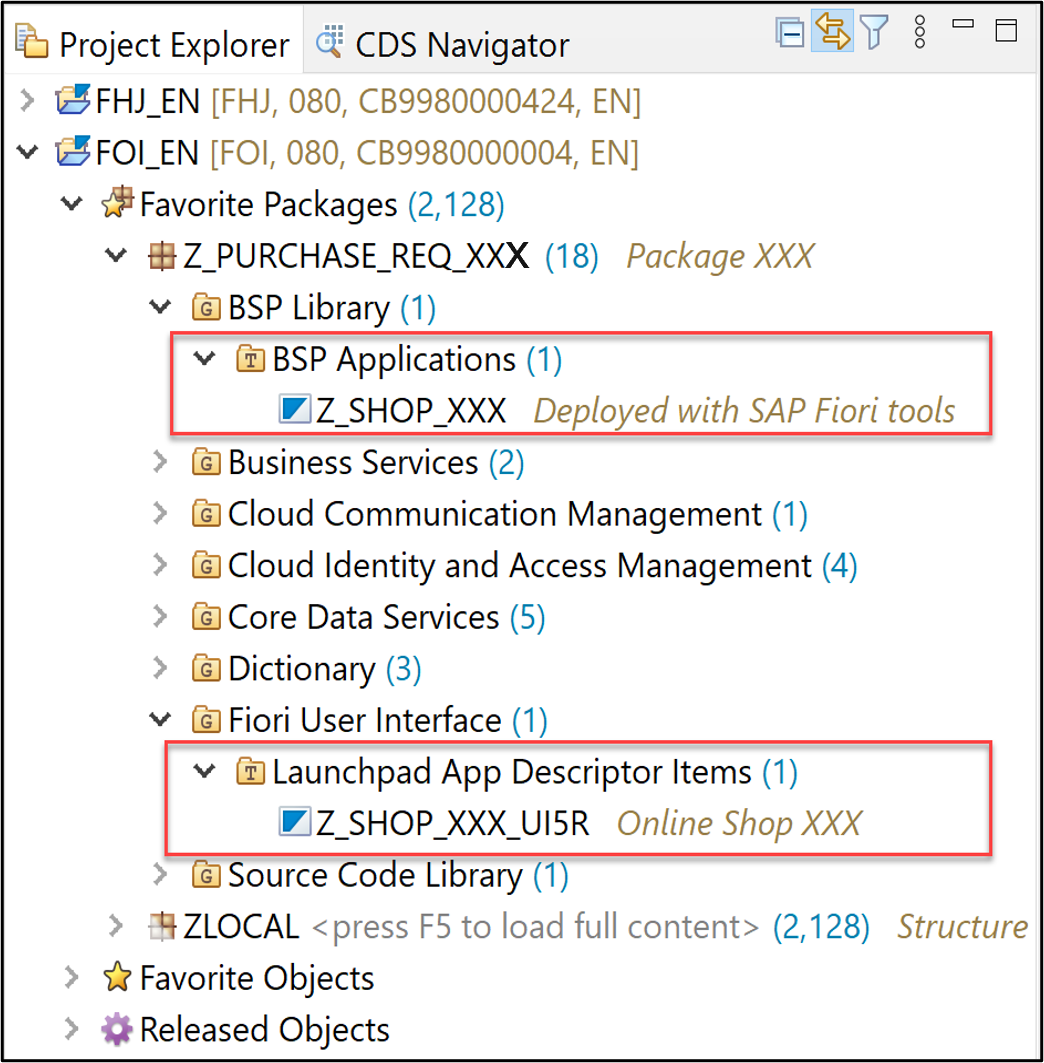 Project Explorer CDS Navigator
FHJ_EN [FHJ, 080, CB9980000424, EN]
FOI_EN [FOI, 080, CB9980000004, EN]
Favorite Packages (2,128)
Z_PURCHASE_REQ_XXX (18) Package XXX
G BSP Library (1)
T BSP Applications (1)
Z_SHOP_XXX Deployed with SAP Fiori tools
G Business Services (2)
G Cloud Communication Management (1)
G Cloud Identity and Access Management (4)
G Core Data Services (5)
G Dictionary (3)
G Fiori User Interface (1)
T Launchpad App Descriptor Items (1)
Z_SHOP_XXX_UI5R Online Shop XXX
G Source Code Library (1)
ZLOCAL <press F5 to load full content> (2,128) Structure
Favorite Objects
Released Objects